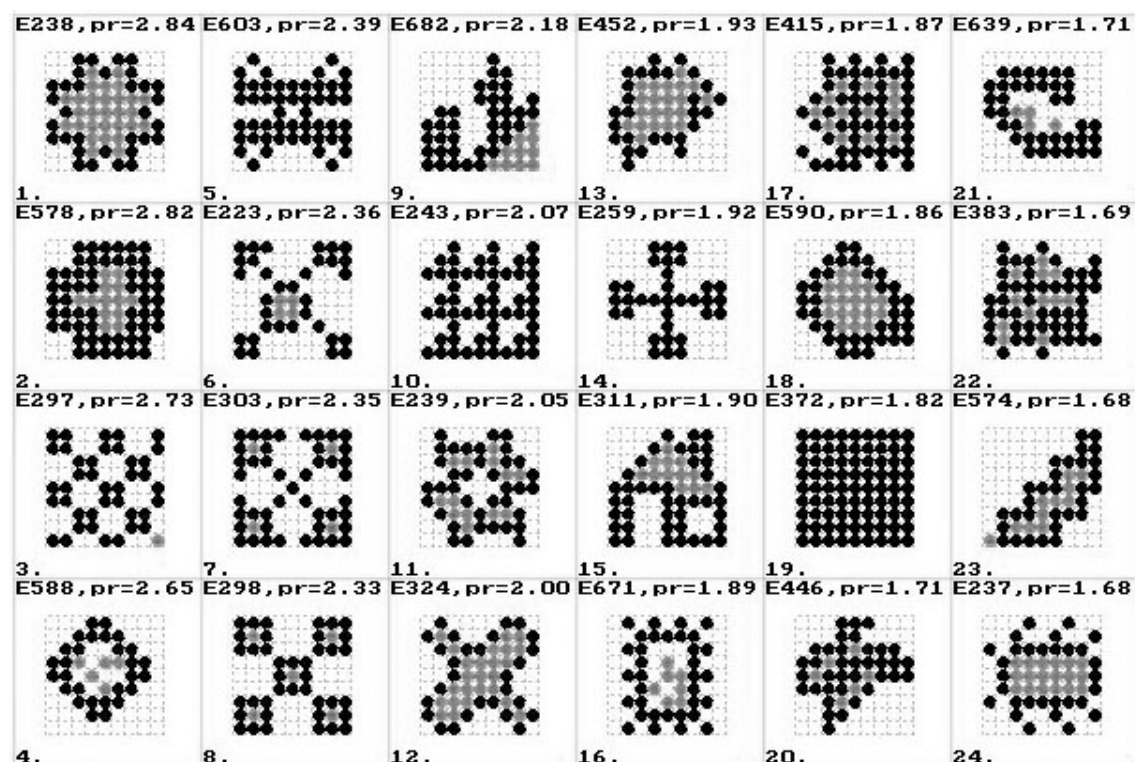 E238,pr=2.84 E603,pr=2.39 E682,pr=2.18 E452,pr=1.93 E415,pr=1.87 E639,pr=1.71
1. 5. 9. 13. 17. 21.
E578,pr=2.82 E223,pr=2.36 E243,pr=2.07 E259,pr=1.92 E590,pr=1.86 E383,pr=1.69
2. 6. 10. 14. 18. 22.
E297,pr=2.73 E303,pr=2.35 E239,pr=2.05 E311,pr=1.90 E372,pr=1.82 E574,pr=1.68
3. 7. 11. 15. 19. 23.
E588,pr=2.65 E298,pr=2.33 E324,pr=2.00 E671,pr=1.89 E446,pr=1.71 E237,pr=1.68
4. 8. 12. 16. 20. 24.